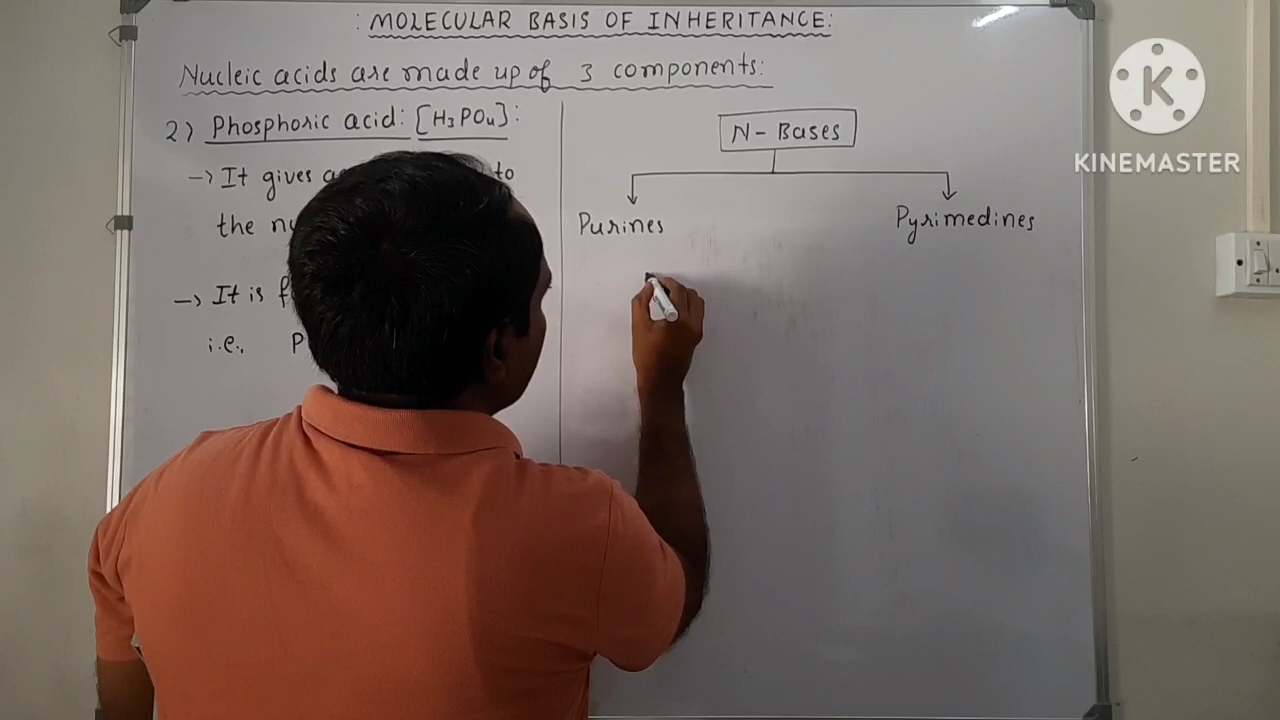 : MOLECULAR BASIS OF INHERITANCE:
Nucleic acids are made up of 3 components:
2) Phosphoric acid: [H3PO4]:
→ It gives to
the
→ It is
i.e., P
N- Bases
Purines
Pyrimedines
K
KINEMASTER